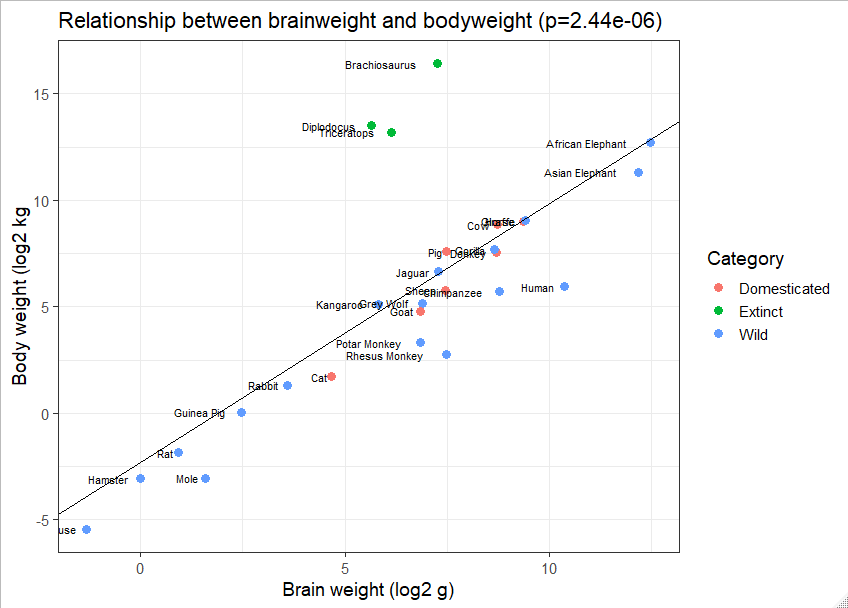 Relationship between brainweight and bodyweight (p=2.44e-06)
Body weight (log2 kg
15
10
5
0
-5
Brachiosaurus
Diplodocus
Triceratops
African Elephant
Asian Elephant
Giraffe
Horse
Cow
Pig
Gorilla
Donkey
Jaguar
Sheep
Chimpanzee
Human
Kangaroo
Grey Wolf
Goat
Potar Monkey
Rhesus Monkey
Cat
Rabbit
Guinea Pig
Rat
Hamster
Mole
use
0
5
10
Brain weight (log2 g)
Category
Domesticated
Extinct
Wild